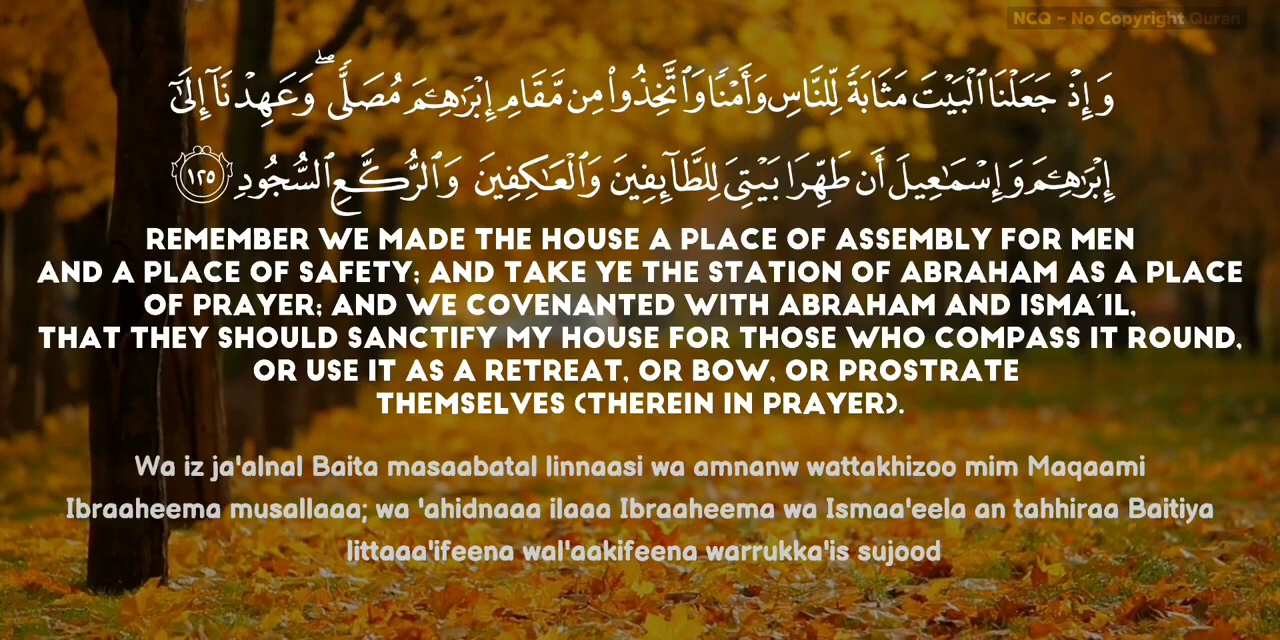 NCQ - No Copyright Quran
وَإِذْ جَعَلْنَا ٱلْبَيْتَ مَثَابَةً لِّلنَّاسِ وَأَمْنًا وَٱتَّخِذُوا۟ مِن مَّقَامِ إِبْرَٰهِـۧمَ مُصَلًّى ۖ وَعَهِدْنَآ إِلَىٰٓ
إِبْرَٰهِـۧمَ وَإِسْمَـٰعِيلَ أَن طَهِّرَا بَيْتِىَ لِلطَّآئِفِينَ وَٱلْعَـٰكِفِينَ وَٱلرُّكَّعِ ٱلسُّجُودِ ١٢٥
REMEMBER WE MADE THE HOUSE A PLACE OF ASSEMBLY FOR MEN
AND A PLACE OF SAFETY; AND TAKE YE THE STATION OF ABRAHAM AS A PLACE
OF PRAYER; AND WE COVENANTED WITH ABRAHAM AND ISMA´IL,
THAT THEY SHOULD SANCTIFY MY HOUSE FOR THOSE WHO COMPASS IT ROUND,
OR USE IT AS A RETREAT, OR BOW, OR PROSTRATE
THEMSELVES (THEREIN IN PRAYER).
Wa iz ja'alnal Baita masaabatal linnaasi wa amnanw wattakhizoo mim Maqaami
Ibraaheema musallaaa; wa 'ahidnaaa ilaaa Ibraaheema wa Ismaa'eela an tahhiraa Baitiya
littaaa'ifeena wal'aakifeena warrukka'is sujood